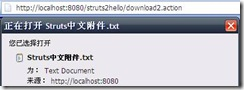 http://localhost:8080/struts2hello/download2.action
正在打开 Struts中文附件.txt
您已选择打开
Struts中文附件.txt
为： Text Document
来源： http://localhost:8080